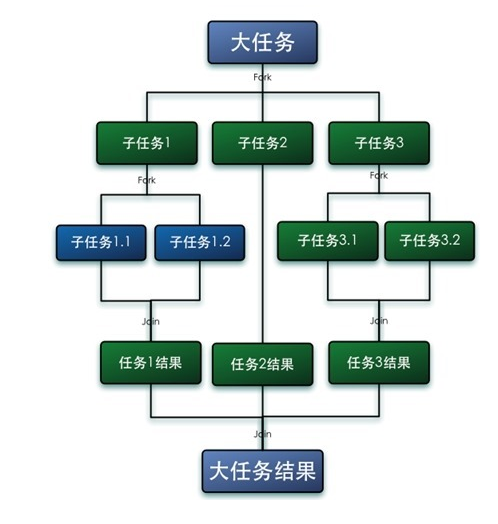 大任务
Fork
子任务1
子任务2
子任务3
Fork
Fork
子任务1.1
子任务1.2
子任务3.1
子任务3.2
Join
Join
任务1结果
任务2结果
任务3结果
Join
大任务结果